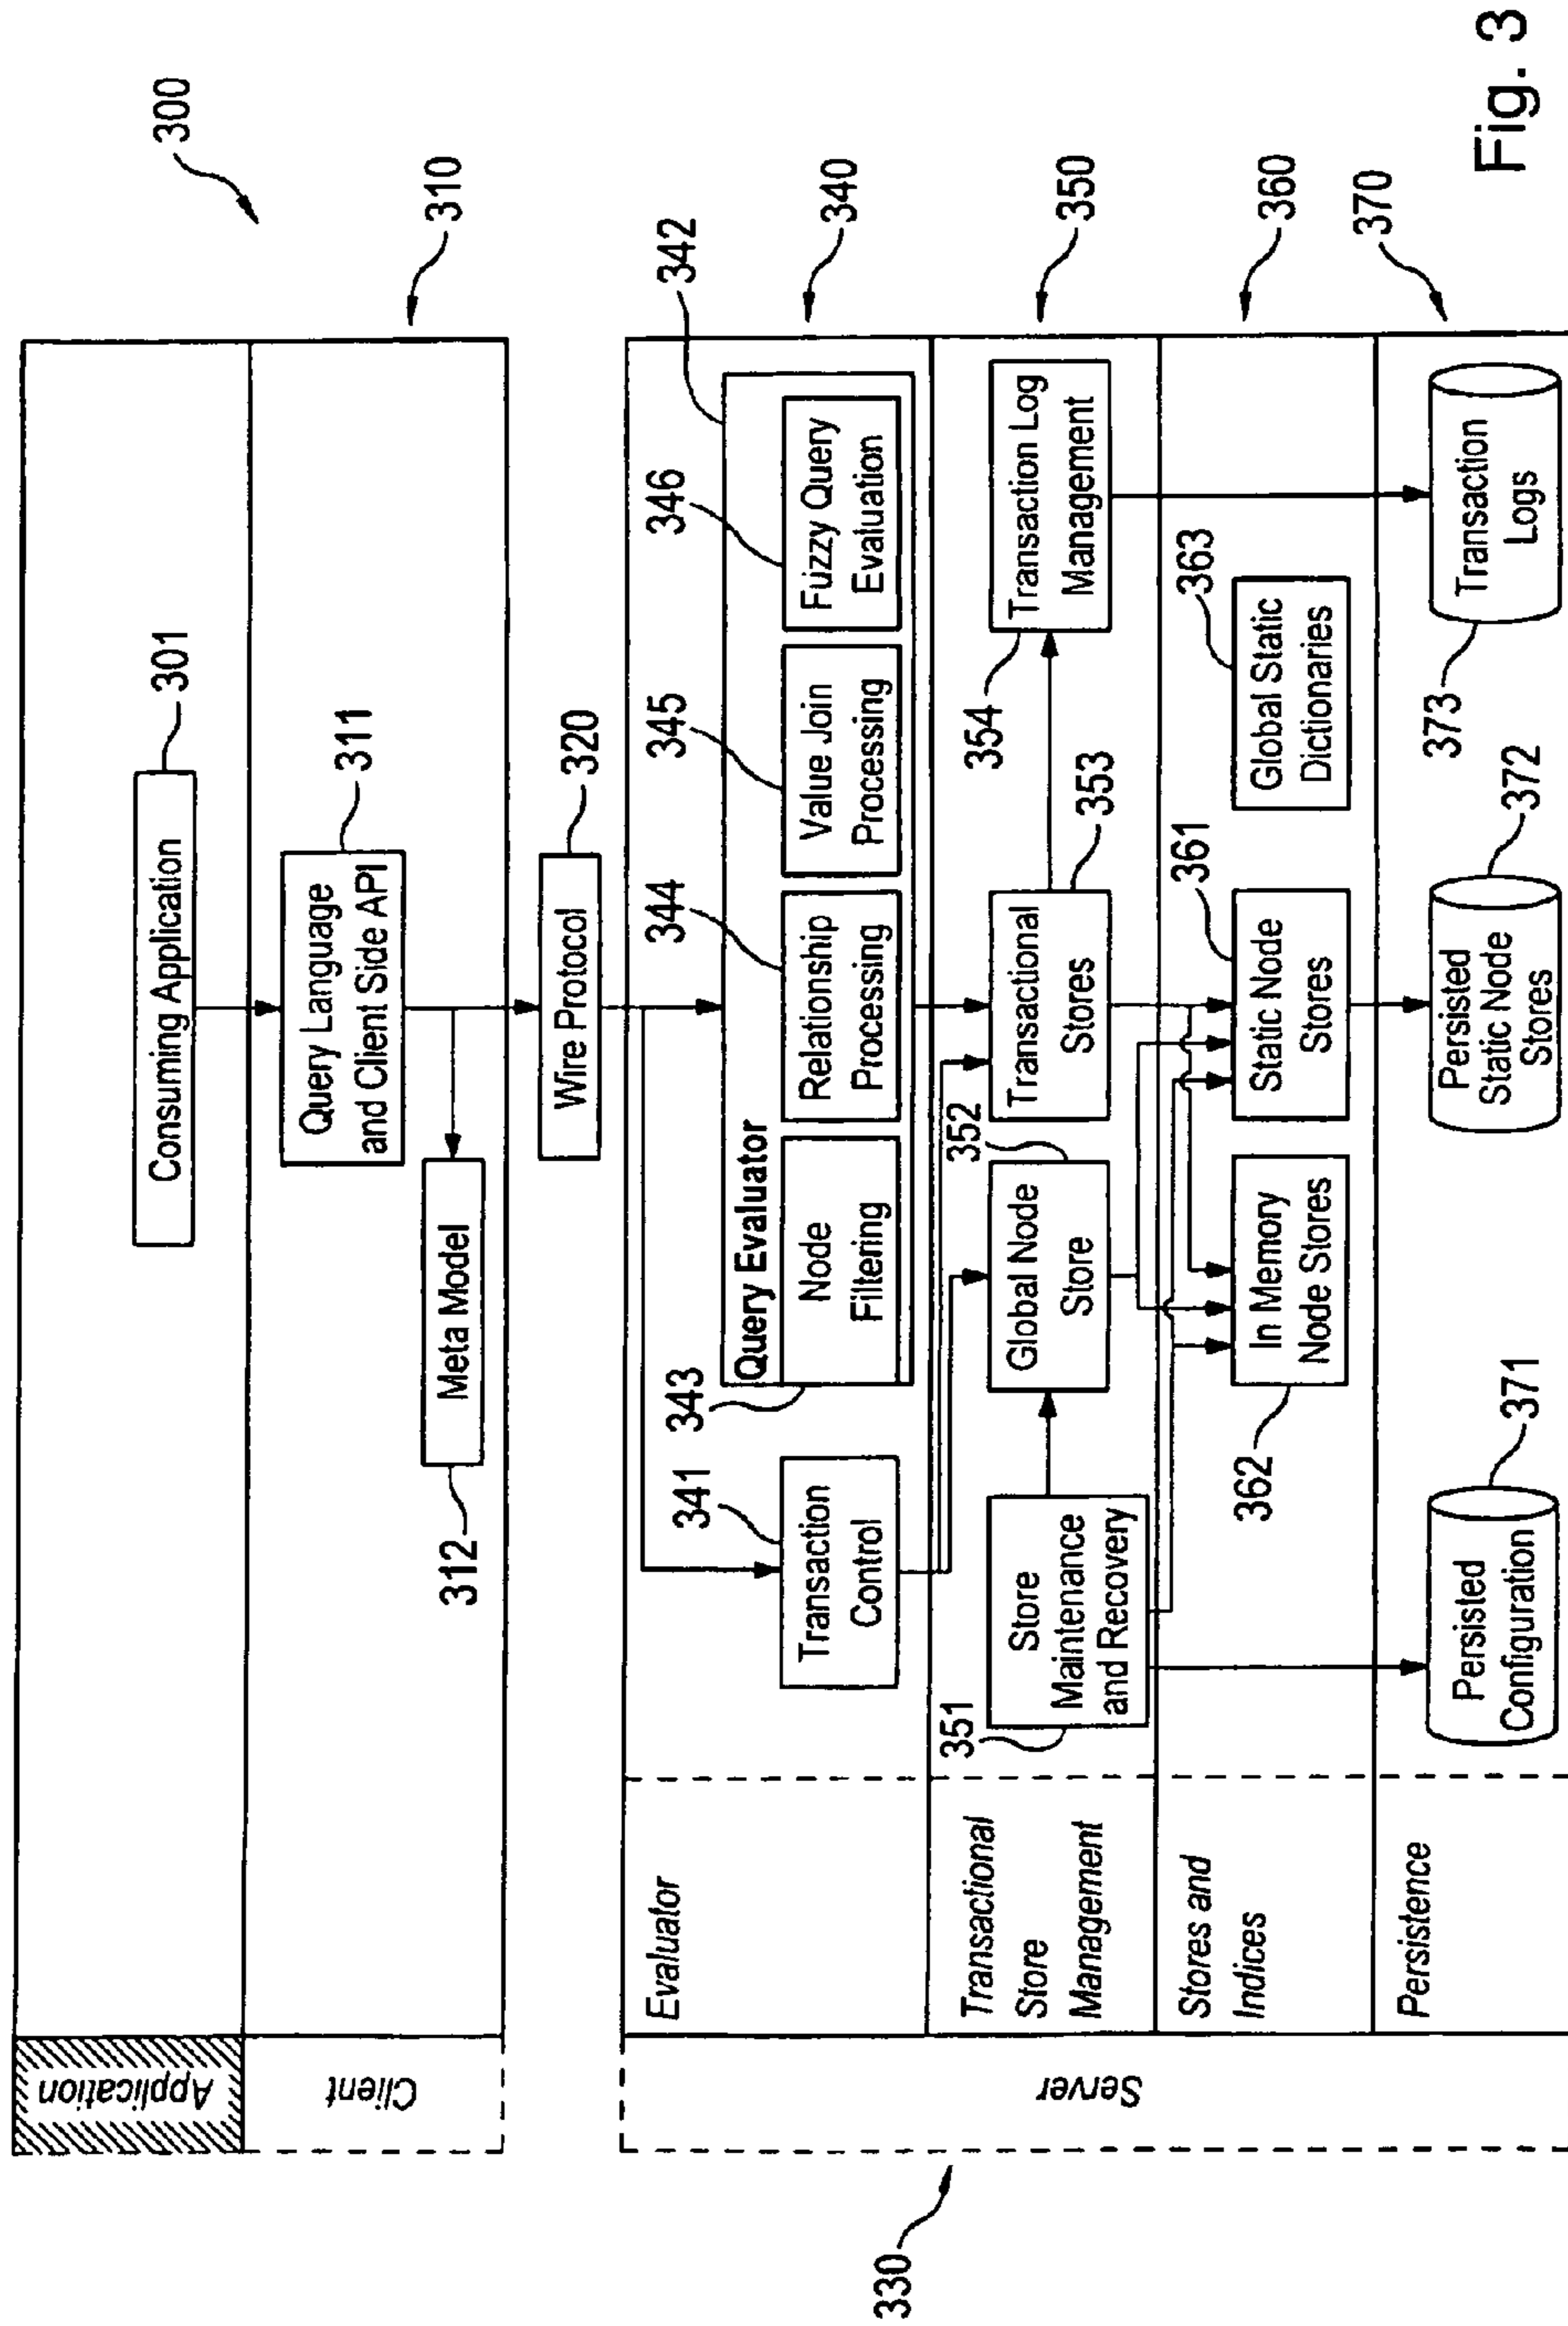 300
Application
Consuming Application
301
310
Client
Query Language
and Client Side API
311
Meta Model
312
Wire Protocol
320
330
Server
Evaluator
340
342
Query Evaluator
341
Transaction
Control
343
Node
Filtering
344
Relationship
Processing
345
Value Join
Processing
346
Fuzzy Query
Evaluation
Transactional
Store
Management
350
351
Store
Maintenance
and Recovery
352
Global Node
Store
353
Transactional
Stores
354
Transaction Log
Management
Stores and
Indices
360
362
In Memory
Node Stores
361
Static Node
Stores
363
Global Static
Dictionaries
Persistence
370
371
Persisted
Configuration
372
Persisted
Static Node
Stores
373
Transaction
Logs
Fig. 3